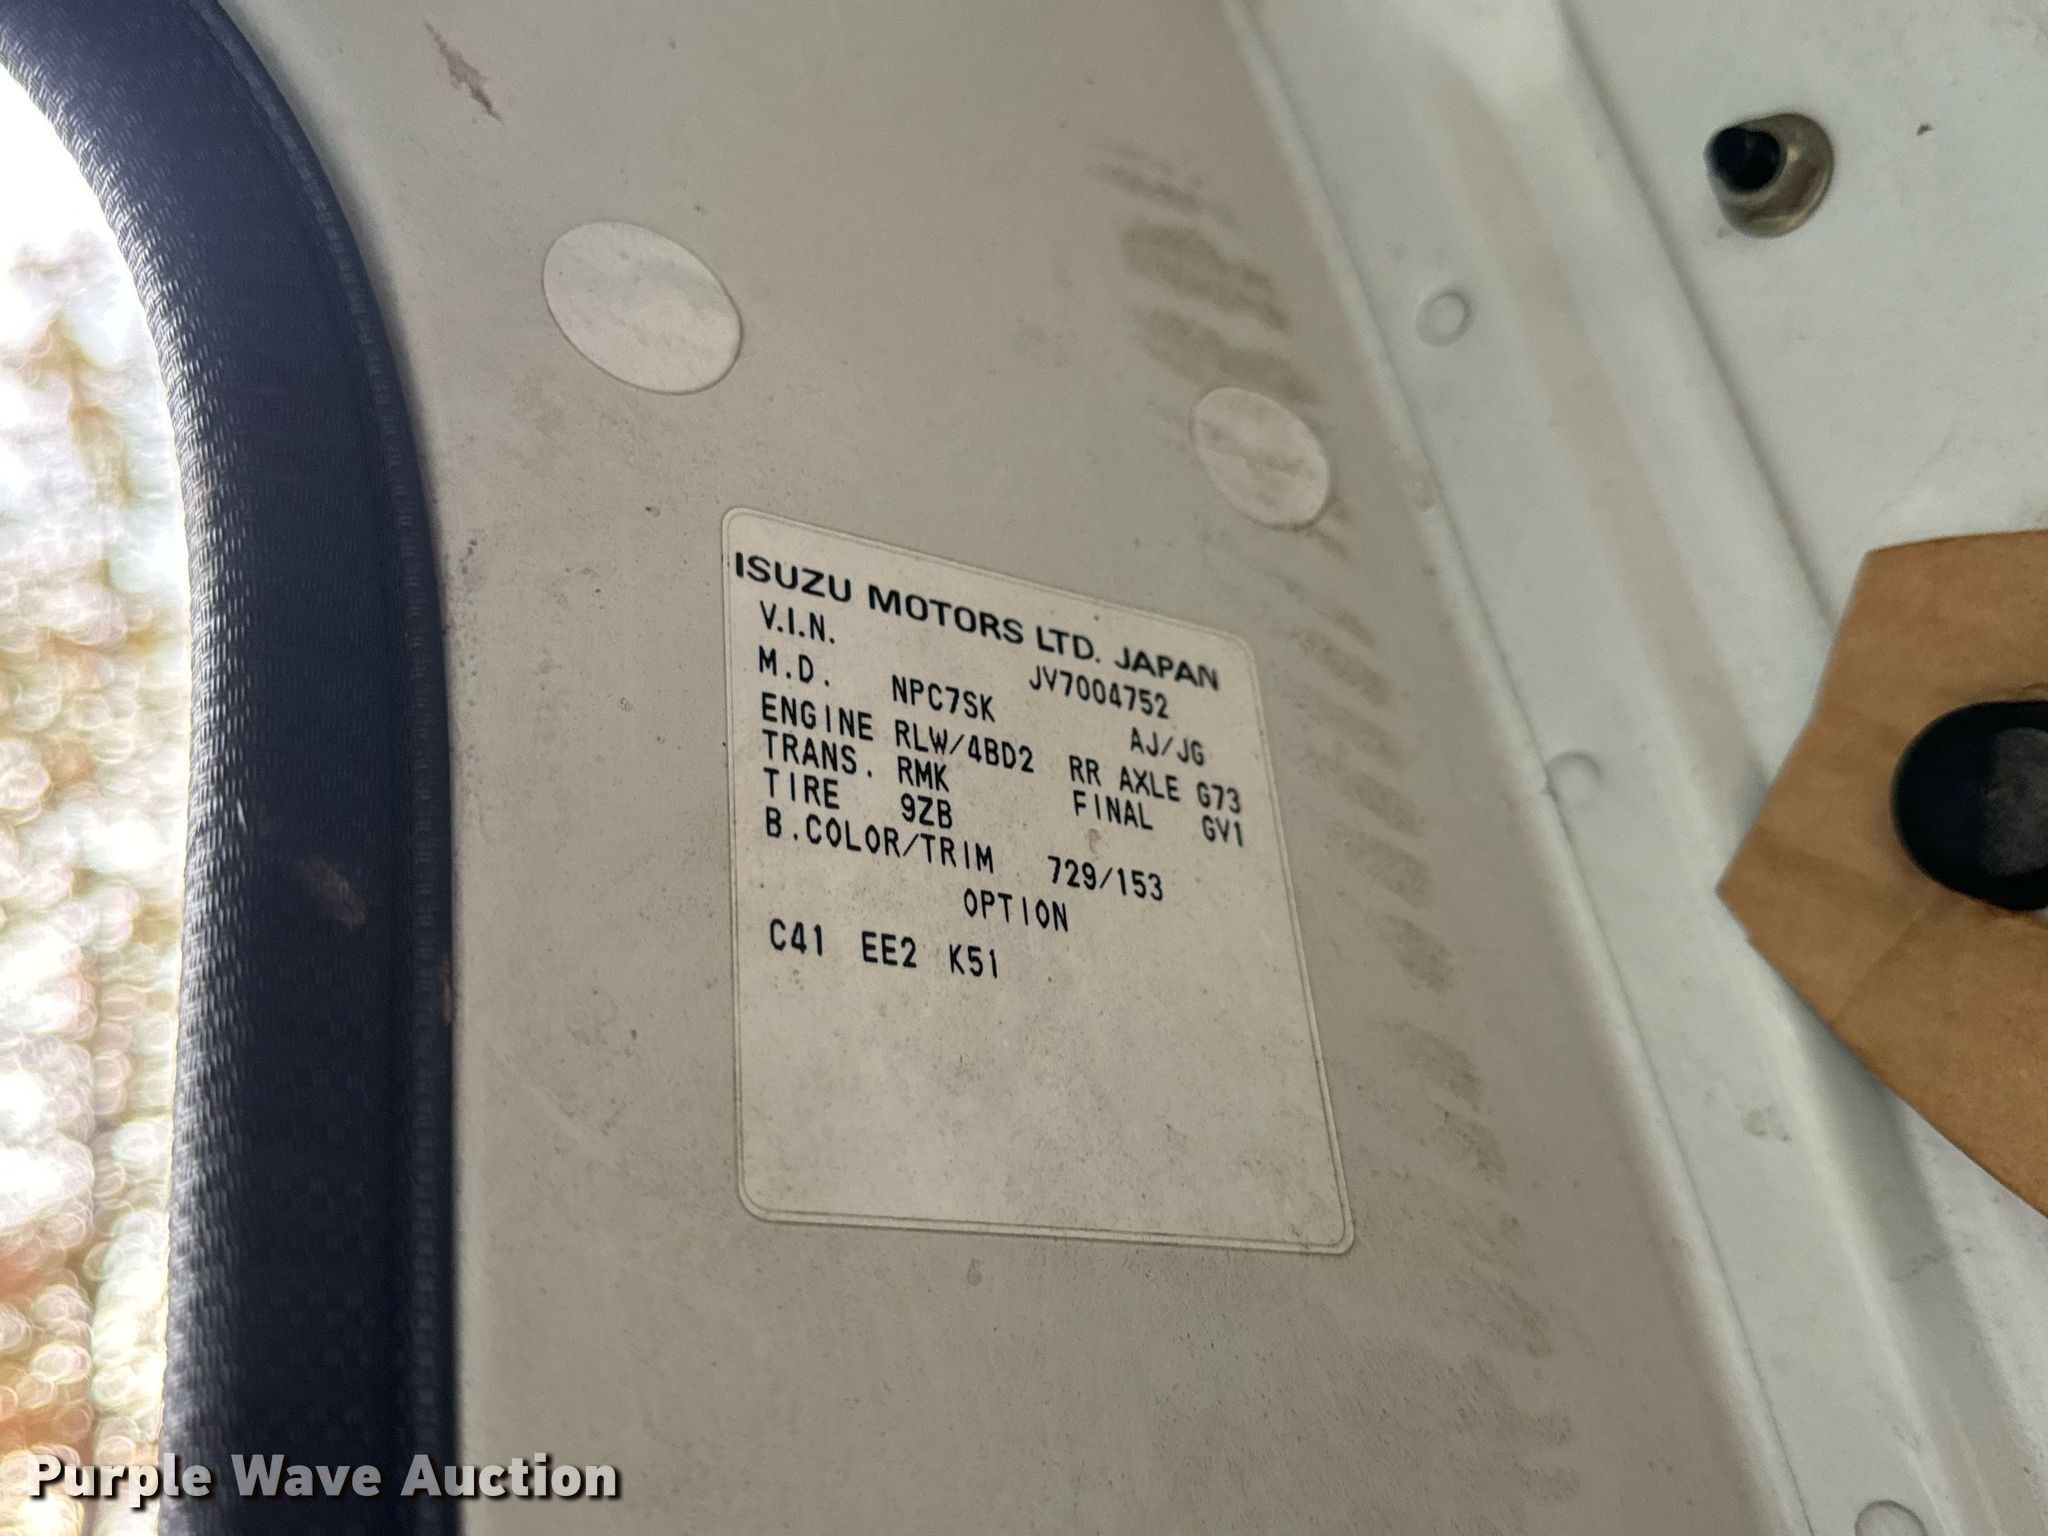 ISUZU MOTORS LTD. JAPAN
V.I.N. JV7004752
M.D. NPC7SK AJ/JG
ENGINE RLW/4BD2 RR AXLE G73
TRANS. RMK FINAL GV1
TIRE 9ZB
B.COLOR/TRIM 729/153
OPTION
C41 EE2 K51
Purple Wave Auction